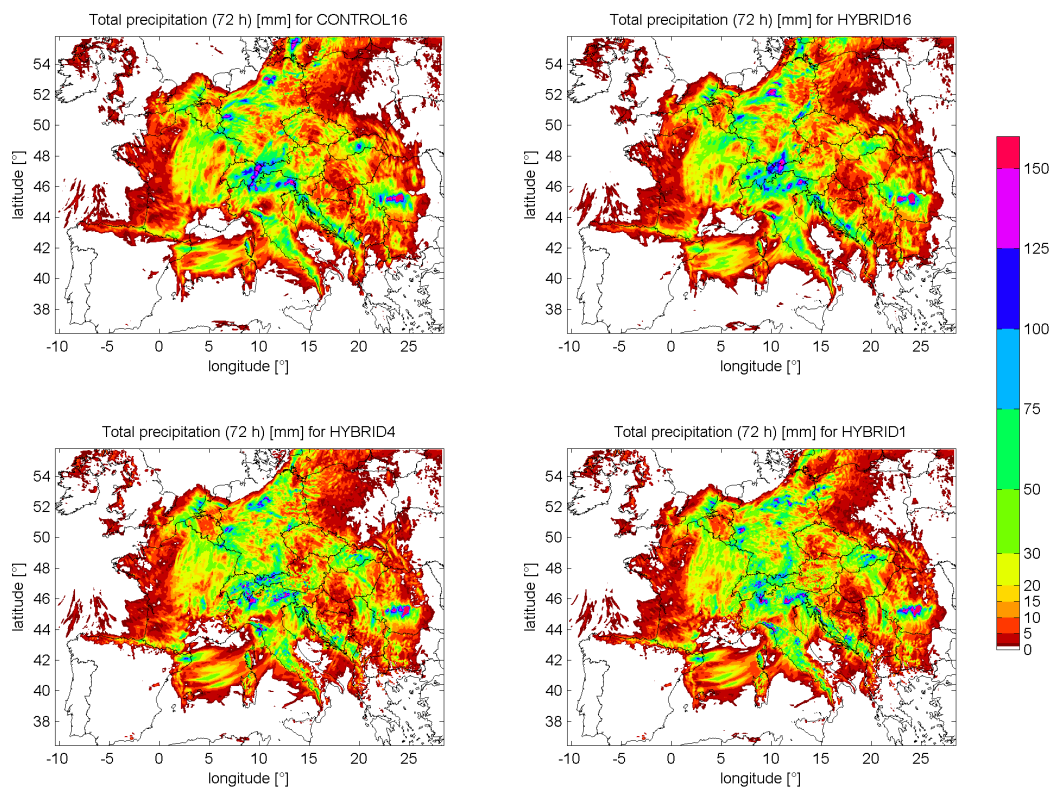 Total precipitation (72 h) [mm] for CONTROL16
54
52
50
48
46
44
42
40
38
latitude [°]
-10 -5 0 5 10 15 20 25
longitude [°]
Total precipitation (72 h) [mm] for HYBRID16
54
52
50
48
46
44
42
40
38
latitude [°]
-10 -5 0 5 10 15 20 25
longitude [°]
Total precipitation (72 h) [mm] for HYBRID4
54
52
50
48
46
44
42
40
38
latitude [°]
-10 -5 0 5 10 15 20 25
longitude [°]
Total precipitation (72 h) [mm] for HYBRID1
54
52
50
48
46
44
42
40
38
latitude [°]
-10 -5 0 5 10 15 20 25
longitude [°]
150
125
100
75
50
30
20
15
10
5
0